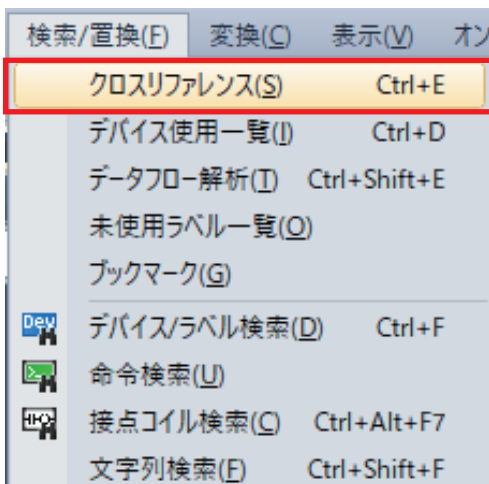 検索/置換(F) 変換(C) 表示(V) オン
クロスリファレンス(S) Ctrl+E
デバイス使用一覧(I) Ctrl+D
データフロー解析(T) Ctrl+Shift+E
未使用ラベル一覧(O)
ブックマーク(G)
Dev デバイス/ラベル検索(D) Ctrl+F
命令検索(U)
接点コイル検索(C) Ctrl+Alt+F7
文字列検索(F) Ctrl+Shift+F